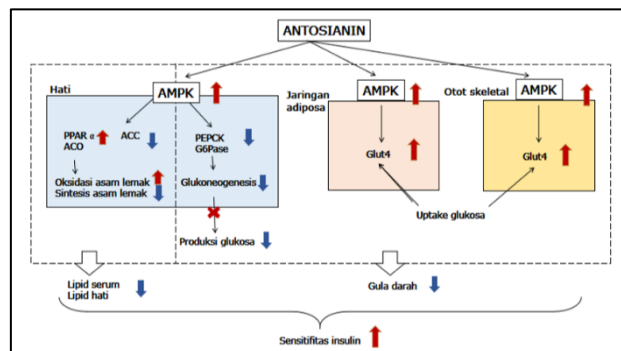 ANTOSIANIN
Hati
AMPK
Jaringan
adiposa
AMPK
Otot skeletal
AMPK
PPAR α
ACO
ACC
PEPCK
G6Pase
Glut4
Glut4
Oksidasi asam lemak
Sintesis asam lemak
Glukoneogenesis
Uptake glukosa
Produksi glukosa
Lipid serum
Lipid hati
Gula darah
Sensitifitas insulin